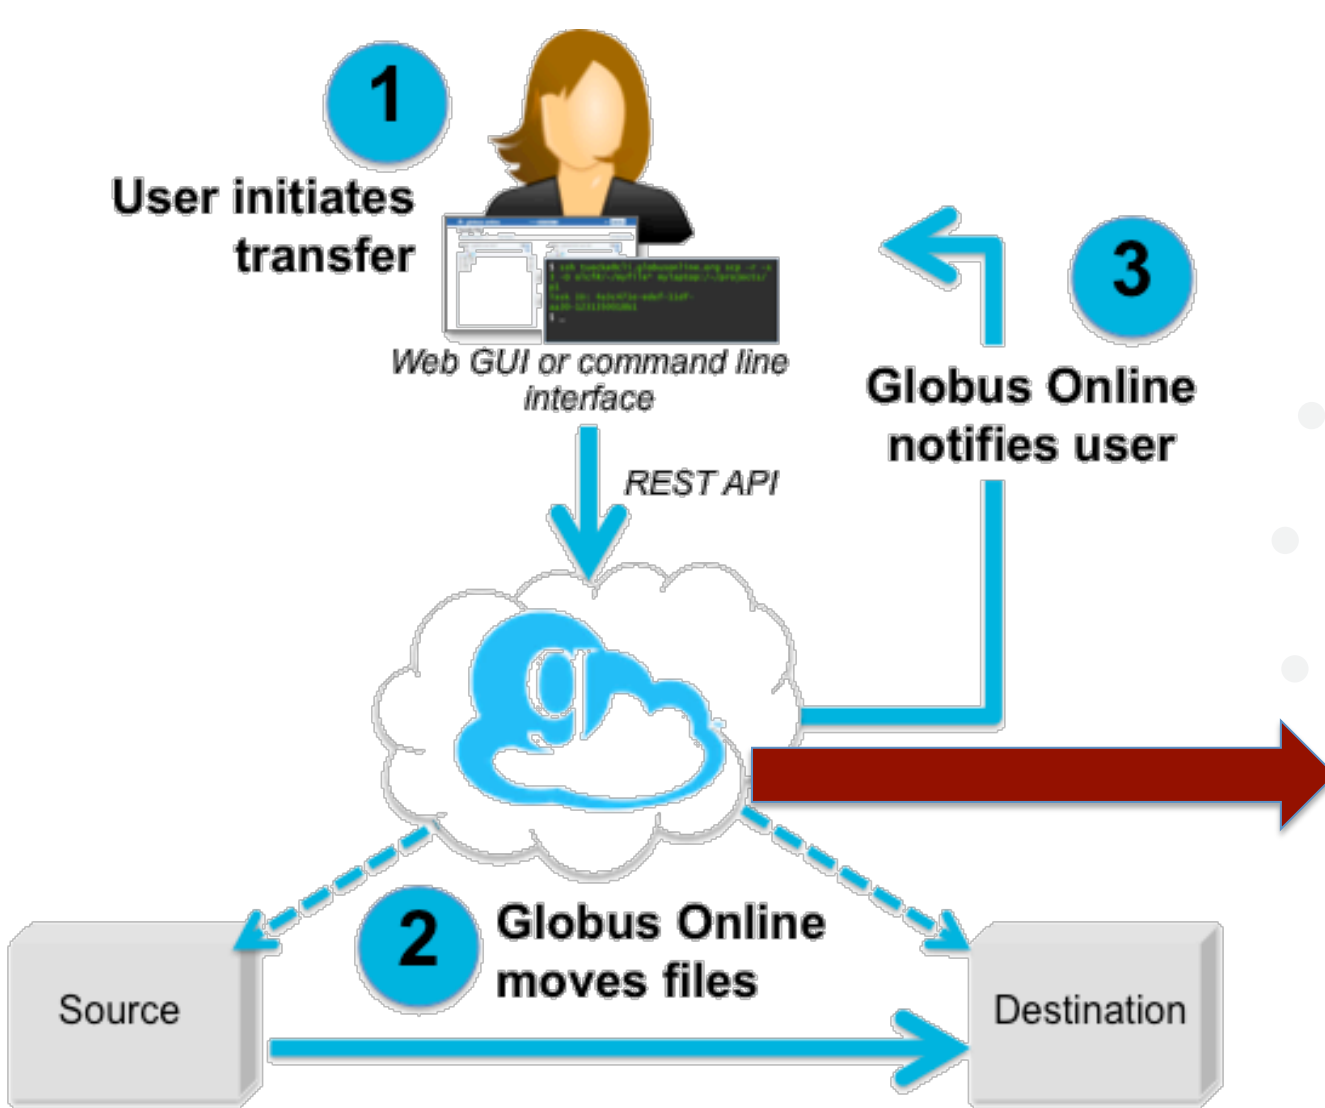 1
User initiates
transfer
Web GUI or command line
interface
REST API
3
Globus Online
notifies user
g
2
Globus Online
moves files
Source
Destination